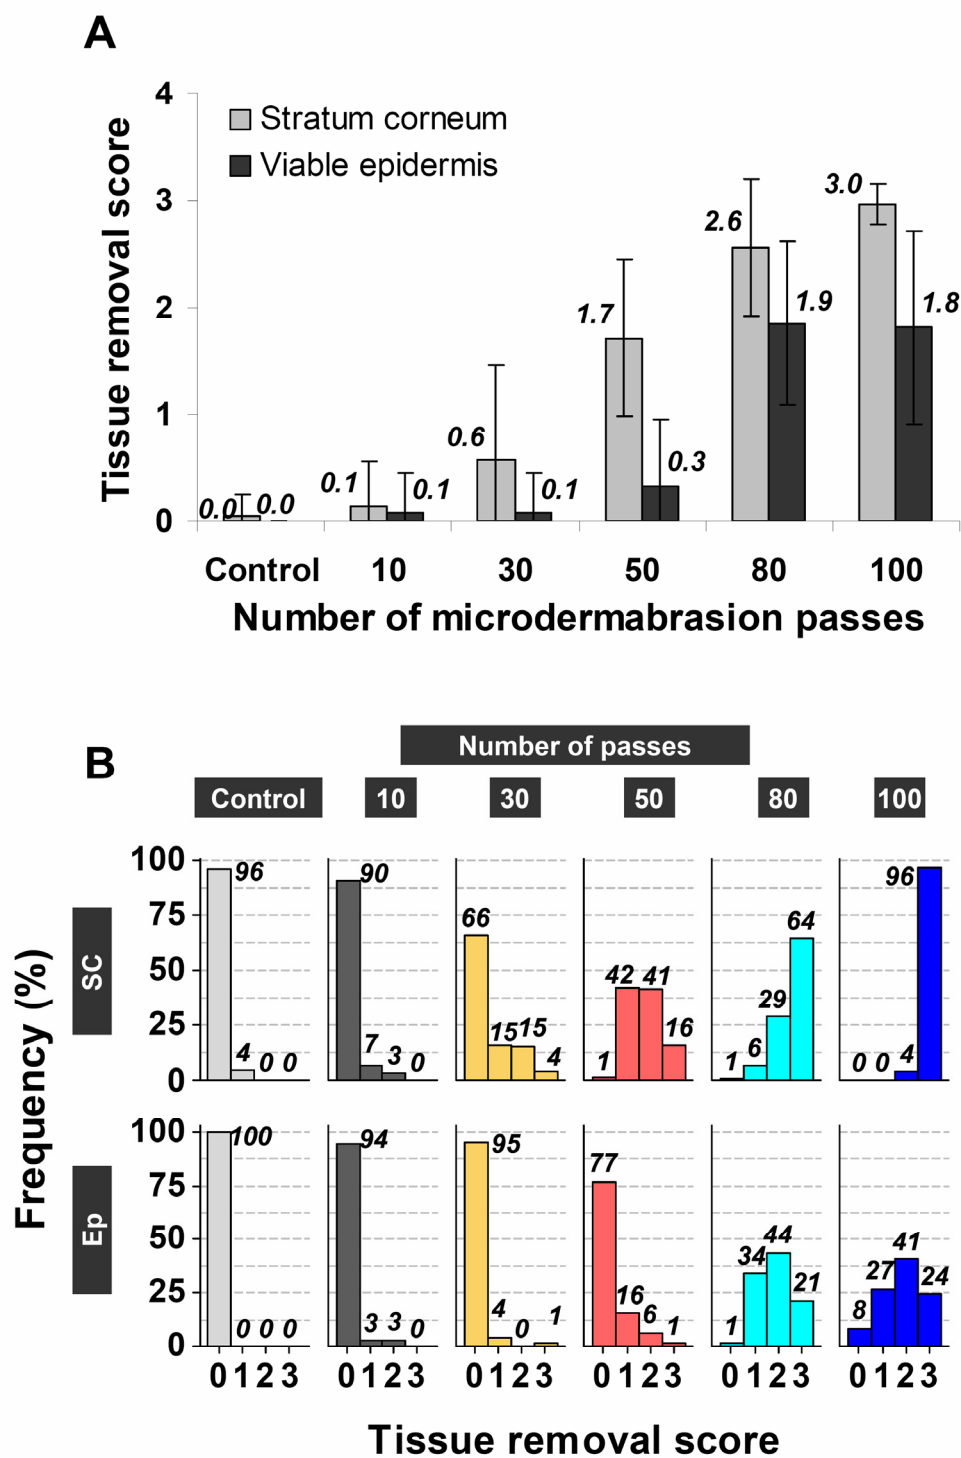 A
4
3
2
1
0
Tissue removal score
Stratum corneum
Viable epidermis
0.0 0.0
0.1 0.1
0.6 0.1
1.7 0.3
2.6 1.9
3.0 1.8
Control 10 30 50 80 100
Number of microdermabrasion passes
B
Number of passes
Control 10 30 50 80 100
Frequency (%)
SC
100
75
50
25
0
96 4 0 0
90 7 3 0
66 15 15 4
1 42 41 16
1 6 29 64
0 0 4 96
Ep
100
75
50
25
0
100 0 0 0
94 3 3 0
95 4 0 1
77 16 6 1
1 34 44 21
8 27 41 24
0 1 2 3 0 1 2 3 0 1 2 3 0 1 2 3 0 1 2 3 0 1 2 3
Tissue removal score